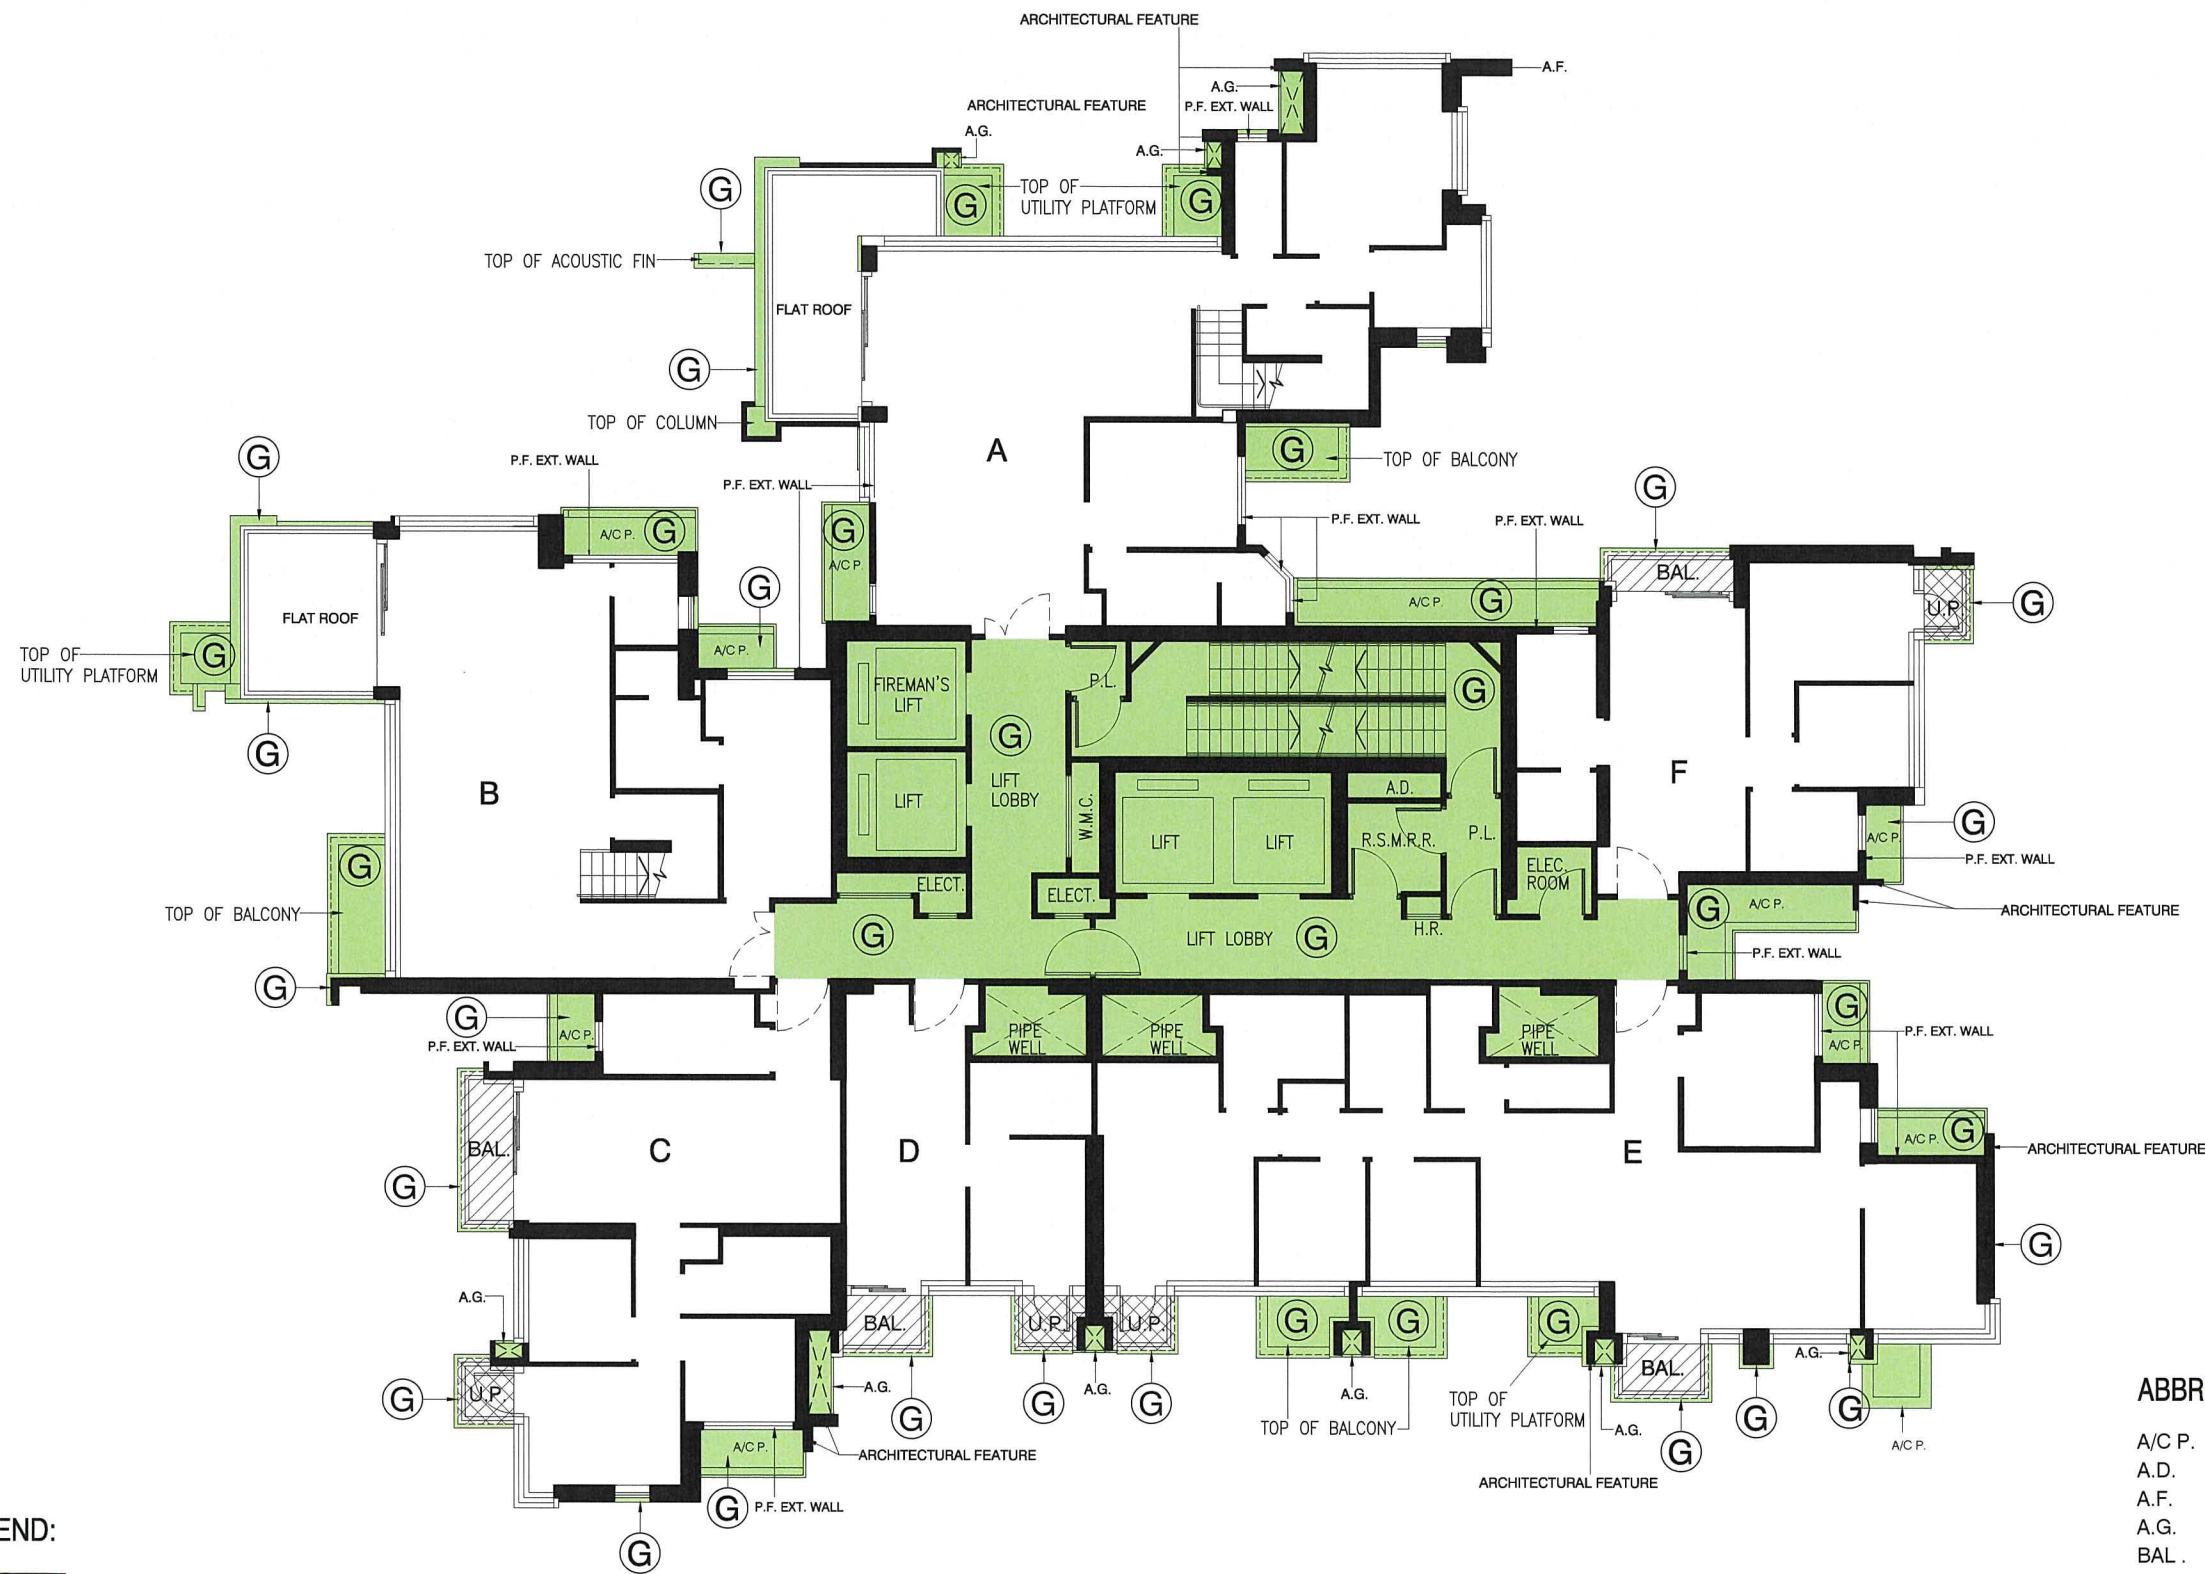 ARCHITECTURAL FEATURE
A.F.
A.G.
P.F. EXT. WALL
ARCHITECTURAL FEATURE
A.G.
A.G.
G
TOP OF
UTILITY PLATFORM
G
G
TOP OF ACOUSTIC FIN
FLAT ROOF
G
TOP OF COLUMN
A
G
TOP OF BALCONY
G
P.F. EXT. WALL
P.F. EXT. WALL
G
P.F. EXT. WALL
P.F. EXT. WALL
A/C P.
G
G
A/C P.
G
A/C P.
G
BAL.
U.P
G
FLAT ROOF
G
A/C P.
TOP OF
UTILITY PLATFORM
G
G
FIREMAN'S
LIFT
P.L.
G
G
LIFT
LOBBY
B
LIFT
W.M.C.
LIFT
LIFT
A.D.
R.S.M.R.R.
P.L.
F
G
A/C P.
P.F. EXT. WALL
G
TOP OF BALCONY
ELECT.
ELECT.
ELEC.
ROOM
G
A/C P.
ARCHITECTURAL FEATURE
G
LIFT LOBBY
G
H.R.
P.F. EXT. WALL
G
G
A/C P.
P.F. EXT. WALL
PIPE
WELL
PIPE
WELL
PIPE
WELL
G
A/C P.
P.F. EXT. WALL
BAL.
C
D
E
G
A/C P.
G
ARCHITECTURAL FEATURE
G
G
A.G.
BAL.
U.P.
U.P.
G
G
G
A.G.
BAL.
U.P.
G
A.G.
G
G
A.G.
G
A.G.
TOP OF BALCONY
TOP OF
UTILITY PLATFORM
A.G.
G
G
G
A/C P.
A/C P.
G
P.F. EXT. WALL
ARCHITECTURAL FEATURE
ARCHITECTURAL FEATURE
G
END:
ABBR
A/C P.
A.D.
A.F.
A.G.
BAL .